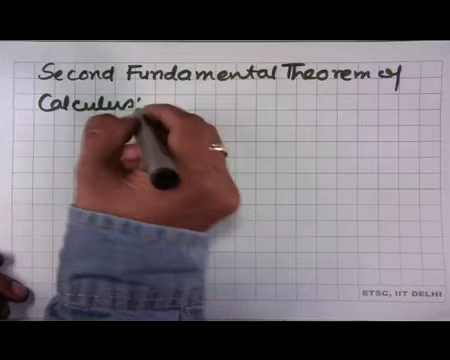 Second Fundamental Theorem of
Calculus:
ETSC, IIT DELHI